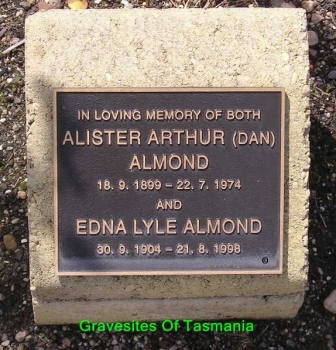 IN LOVING MEMORY OF BOTH
ALISTER ARTHUR (DAN)
ALMOND
18. 9. 1899 – 22. 7. 1974
AND
EDNA LYLE ALMOND
30. 9. 1904 – 21. 8. 1998
Gravesites Of Tasmania